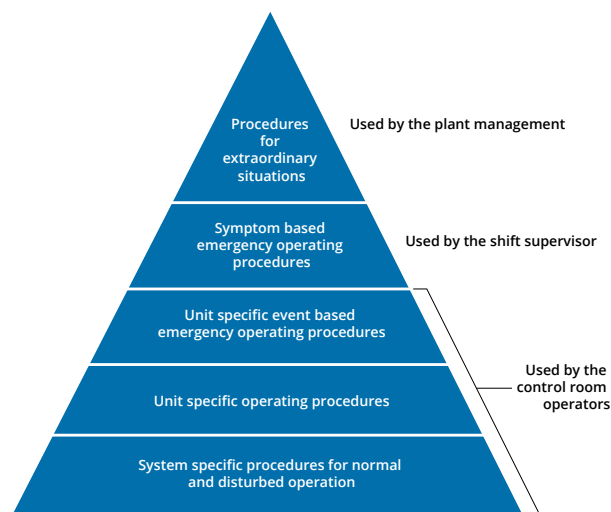 Procedures
for
extraordinary
situations
Used by the plant management
Symptom based
emergency operating
procedures
Used by the shift supervisor
Unit specific event based
emergency operating procedures
Used by the
control room
operators
Unit specific operating procedures
System specific procedures for normal
and disturbed operation